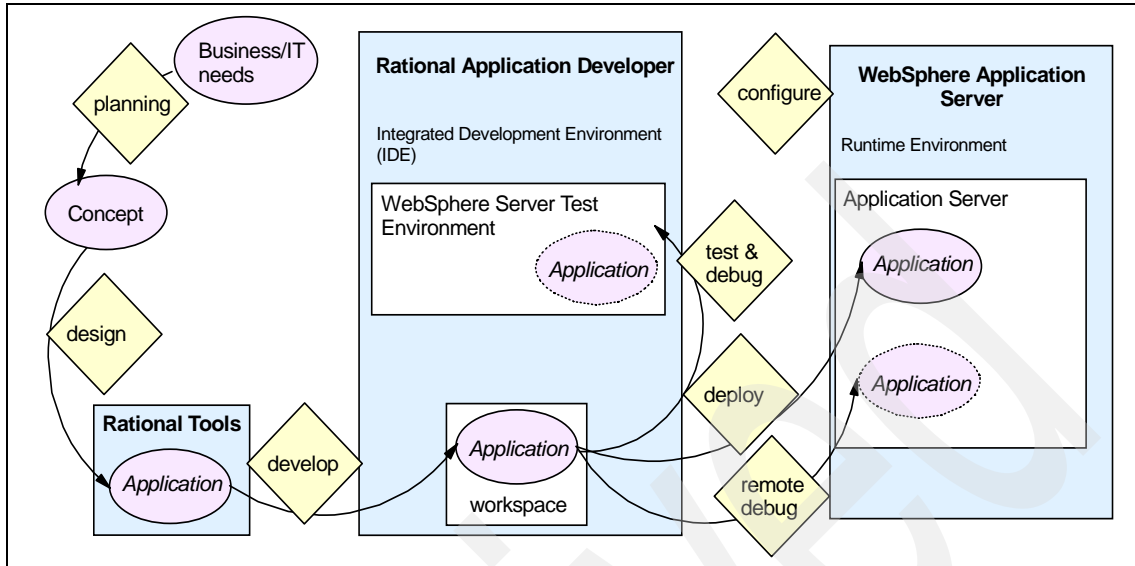 Business/IT
needs
planning
Concept
design
Rational Tools
Application
develop
Rational Application Developer
Integrated Development Environment
(IDE)
WebSphere Server Test
Environment
Application
Application
workspace
test &
debug
deploy
remote
debug
configure
WebSphere Application
Server
Runtime Environment
Application Server
Application
Application